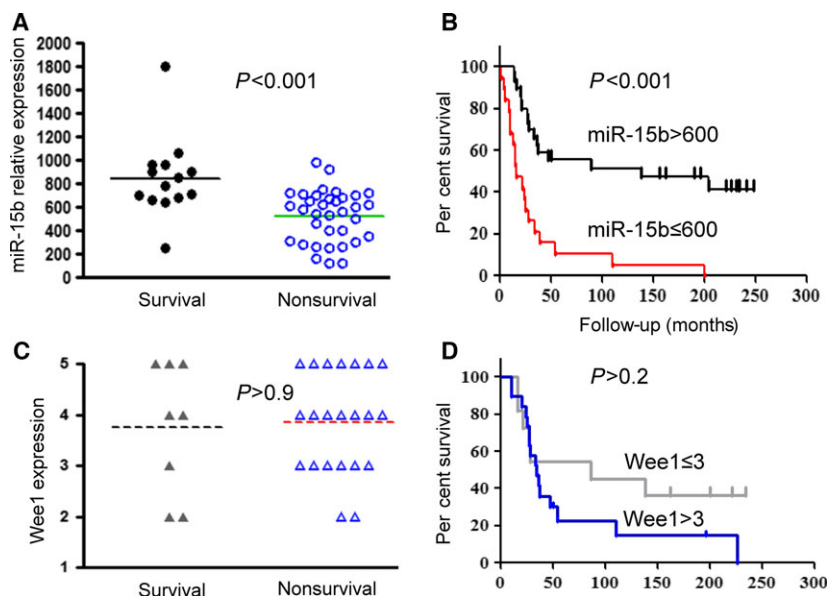 A
miR-15b relative expression
2000
1800
1600
1400
1200
1000
800
600
400
200
0
P<0.001
Survival
Nonsurvival
B
Per cent survival
100
80
60
40
20
0
P<0.001
miR-15b>600
miR-15b≤600
0 50 100 150 200 250 300
Follow-up (months)
C
Wee1 expression
5
4
3
2
1
P>0.9
Survival
Nonsurvival
D
Per cent survival
100
80
60
40
20
0
P>0.2
Wee1≤3
Wee1>3
0 50 100 150 200 250 300